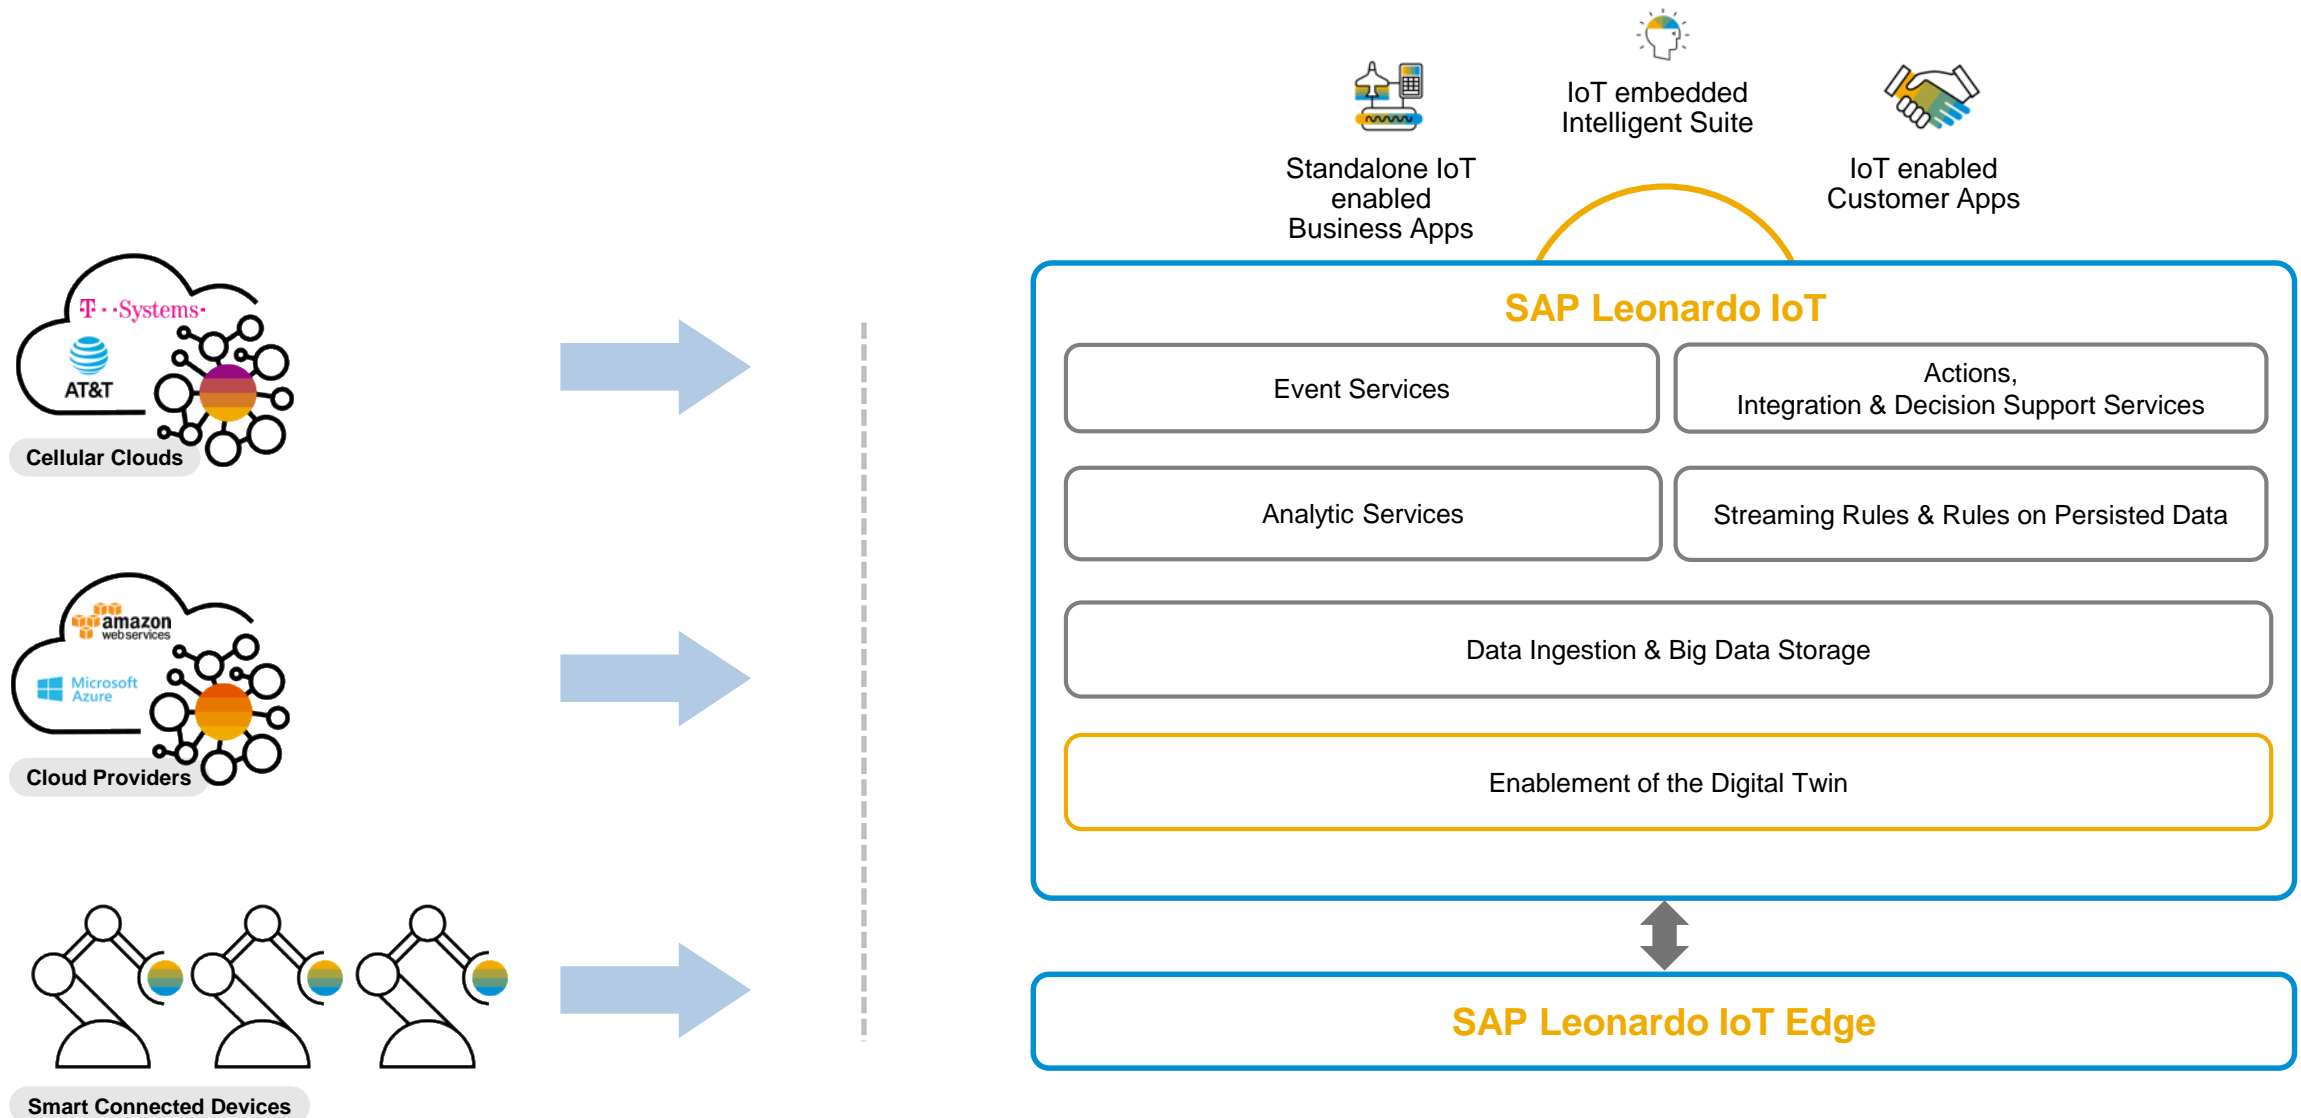 IoT embedded
Intelligent Suite
Standalone IoT
enabled
Business Apps
IoT enabled
Customer Apps
T··Systems·
AT&T
Cellular Clouds
amazon
web services
Microsoft
Azure
Cloud Providers
Smart Connected Devices
SAP Leonardo IoT
Event Services
Actions,
Integration & Decision Support Services
Analytic Services
Streaming Rules & Rules on Persisted Data
Data Ingestion & Big Data Storage
Enablement of the Digital Twin
SAP Leonardo IoT Edge